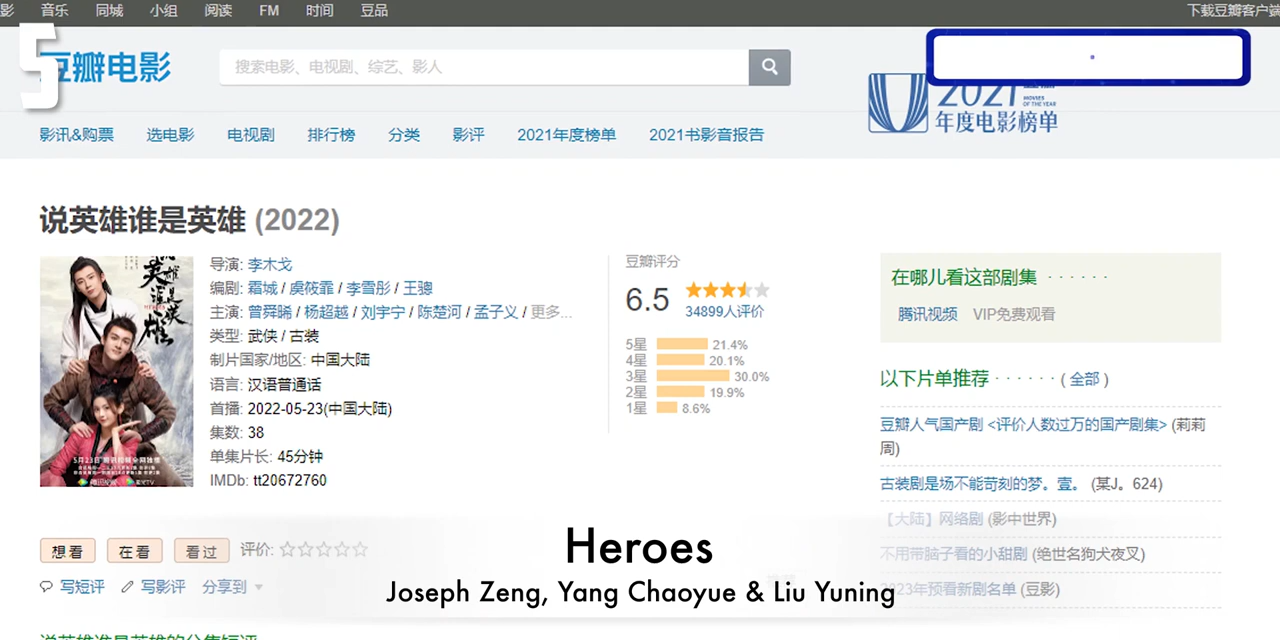 影 音乐 同城 小组 阅读 FM 时间 豆品 下载豆瓣客户端
5
豆瓣电影
搜索电影、电视剧、综艺、影人
2021
MOVIES OF THE YEAR
年度电影榜单
影讯&购票 选电影 电视剧 排行榜 分类 影评 2021年度榜单 2021书影音报告
说英雄谁是英雄 (2022)
导演: 李木戈
编剧: 霜城 / 虞筱霏 / 李雪彤 / 王骢
主演: 曾舜晞 / 杨超越 / 刘宇宁 / 陈楚河 / 孟子义 / 更多...
类型: 武侠 / 古装
制片国家/地区: 中国大陆
语言: 汉语普通话
首播: 2022-05-23(中国大陆)
集数: 38
单集片长: 45分钟
IMDb: tt20672760
豆瓣评分
6.5
34899人评价
5星 21.4%
4星 20.1%
3星 30.0%
2星 19.9%
1星 8.6%
在哪儿看这部剧集 · · · · · ·
腾讯视频 VIP免费观看
以下片单推荐 · · · · · · ( 全部 )
豆瓣人气国产剧 <评价人数过万的国产剧集> (莉莉
周)
古装剧是场不能苛刻的梦。壹。 (某J。624)
【大陆】网络剧 (影中世界)
不用带脑子看的小甜剧 (绝世名狗犬夜叉)
2023年预看新剧名单 (豆影)
想看 在看 看过 评价:
写短评 写影评 分享到
Heroes
Joseph Zeng, Yang Chaoyue & Liu Yuning
说英雄谁是英雄的分集短评